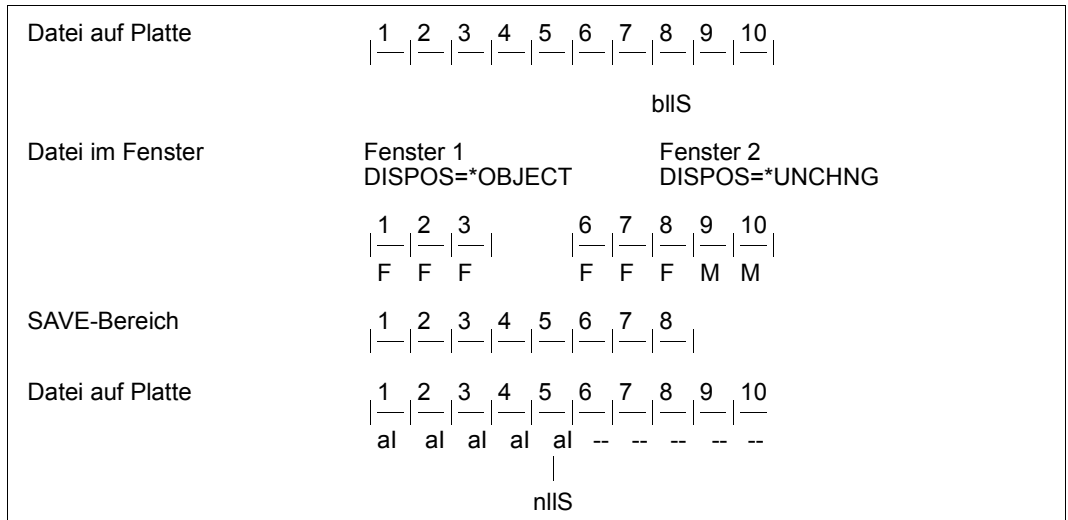 Datei auf Platte 1 2 3 4 5 6 7 8 9 10
bllS
Datei im Fenster Fenster 1 Fenster 2
DISPOS=*OBJECT DISPOS=*UNCHNG
1 2 3 6 7 8 9 10
F F F F F F M M
SAVE-Bereich 1 2 3 4 5 6 7 8
Datei auf Platte 1 2 3 4 5 6 7 8 9 10
al al al al al -- -- -- -- --
nllS